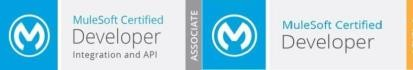 MuleSoft Certified
Developer
Integration and API
ASSOCIATE
MuleSoft Certified
Developer